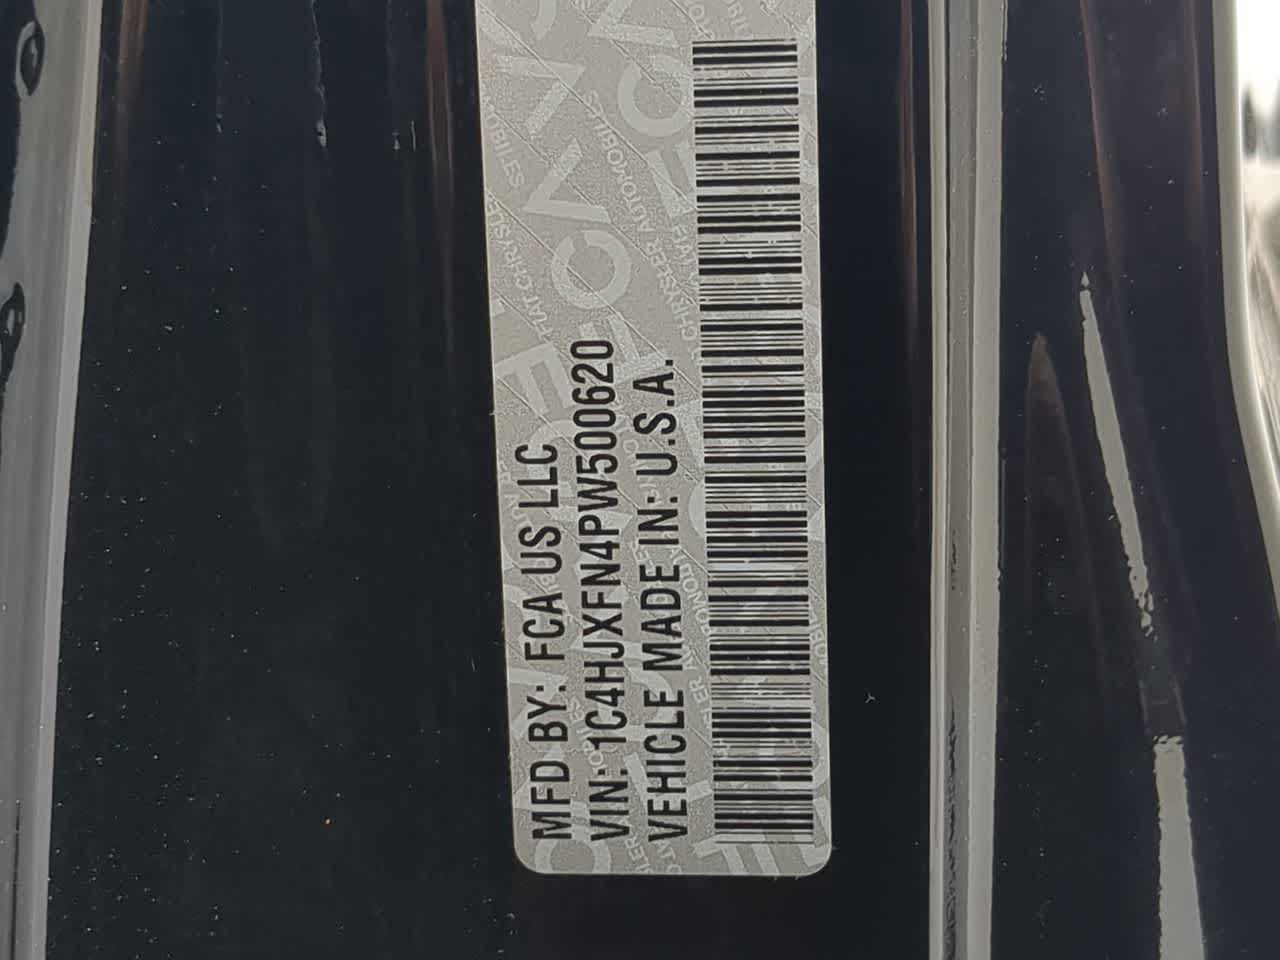 MFD BY: FCA US LLC
VIN: 1C4HJXFN4PW500620
VEHICLE MADE IN: U.S.A.